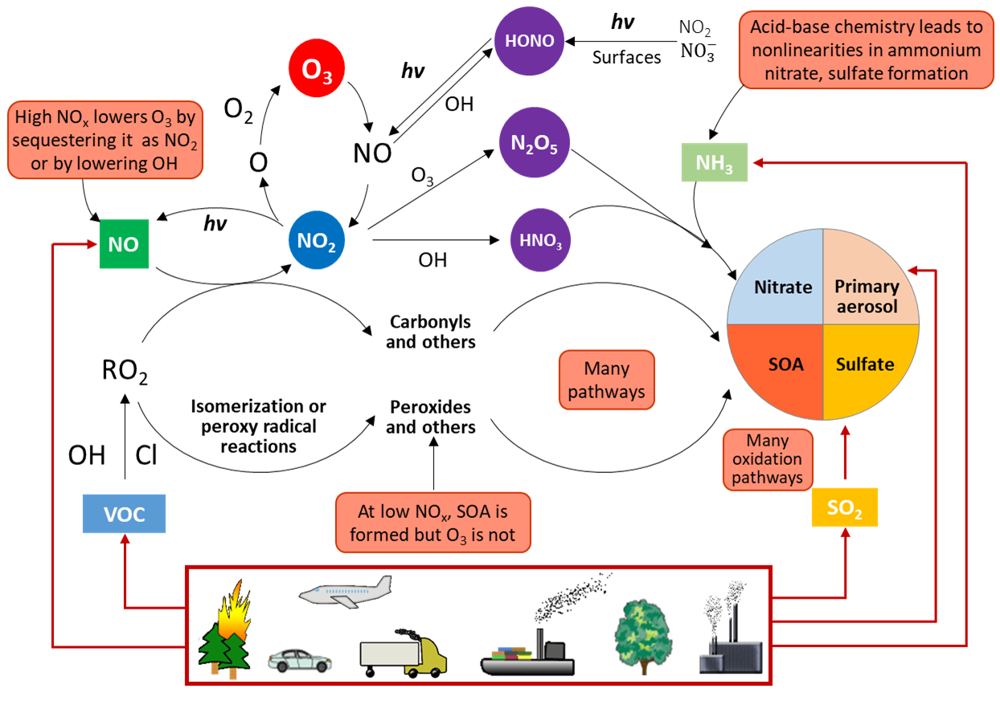 hν
NO₂
HONO
Surfaces
NO₃⁻
Acid-base chemistry leads to
nonlinearities in ammonium
nitrate, sulfate formation
O₃
hν
OH
O₂
High NOₓ lowers O₃ by
sequestering it as NO₂
or by lowering OH
NO
N₂O₅
O
O₃
NH₃
hν
NO
NO₂
HNO₃
OH
Nitrate
Primary
aerosol
Carbonyls
and others
SOA
Sulfate
RO₂
Many
pathways
Isomerization or
peroxy radical
reactions
Peroxides
and others
OH
Cl
Many
oxidation
pathways
VOC
At low NOₓ, SOA is
formed but O₃ is not
SO₂